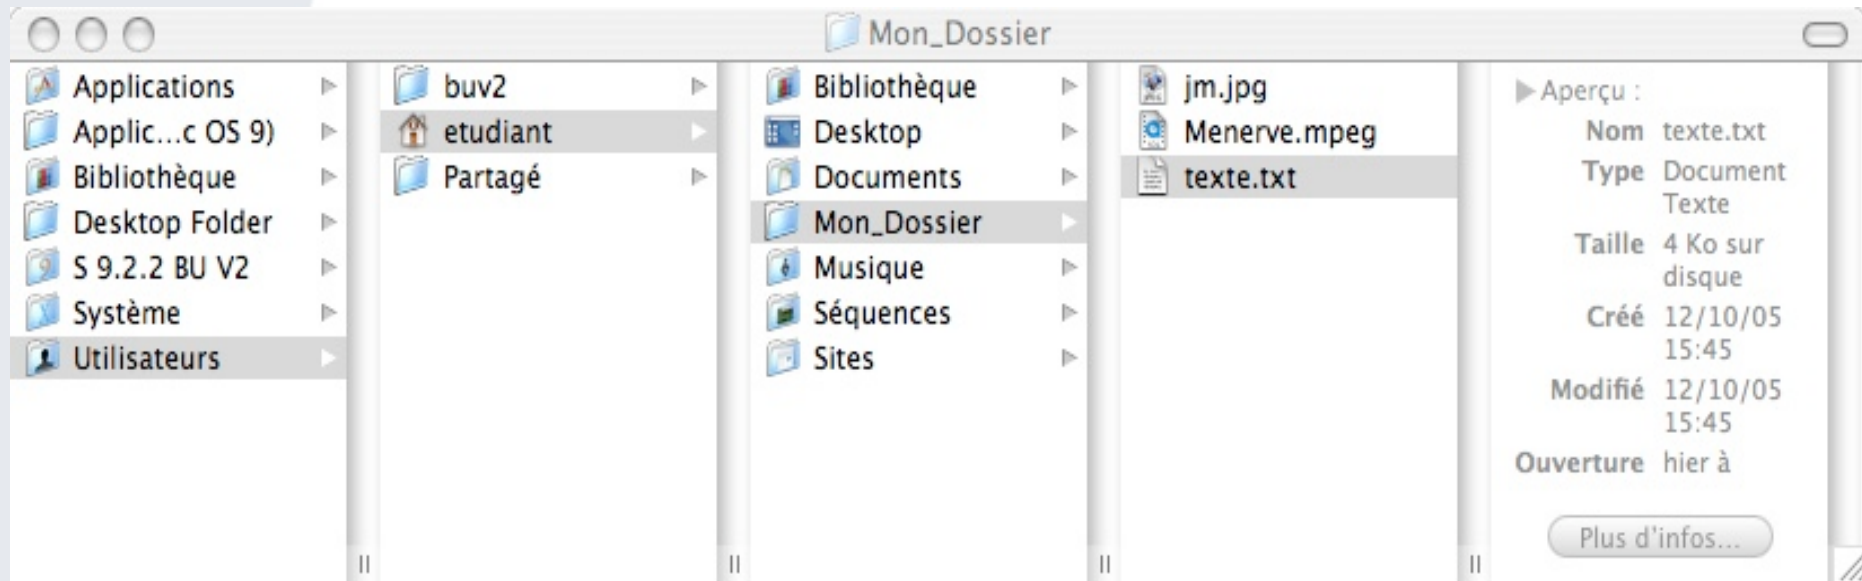 Mon_Dossier
Applications
Applic...c OS 9)
Bibliothèque
Desktop Folder
S 9.2.2 BU V2
Système
Utilisateurs
buv2
etudiant
Partagé
Bibliothèque
Desktop
Documents
Mon_Dossier
Musique
Séquences
Sites
jm.jpg
Menerve.mpeg
texte.txt
Aperçu :
Nom texte.txt
Type Document
Texte
Taille 4 Ko sur
disque
Créé 12/10/05
15:45
Modifié 12/10/05
15:45
Ouverture hier à
Plus d'infos...